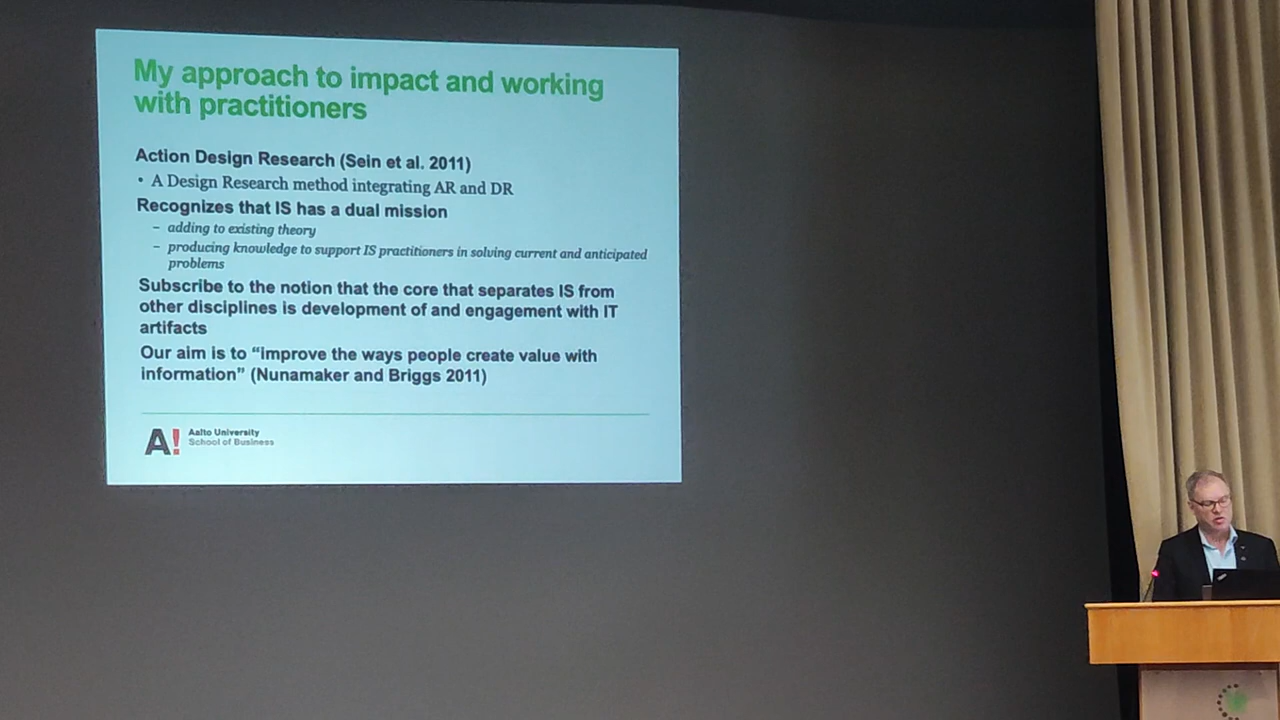 My approach to impact and working
with practitioners
Action Design Research (Sein et al. 2011)
• A Design Research method integrating AR and DR
Recognizes that IS has a dual mission
– adding to existing theory
– producing knowledge to support IS practitioners in solving current and anticipated
problems
Subscribe to the notion that the core that separates IS from
other disciplines is development of and engagement with IT
artifacts
Our aim is to “improve the ways people create value with
information” (Nunamaker and Briggs 2011)
A! Aalto University
School of Business